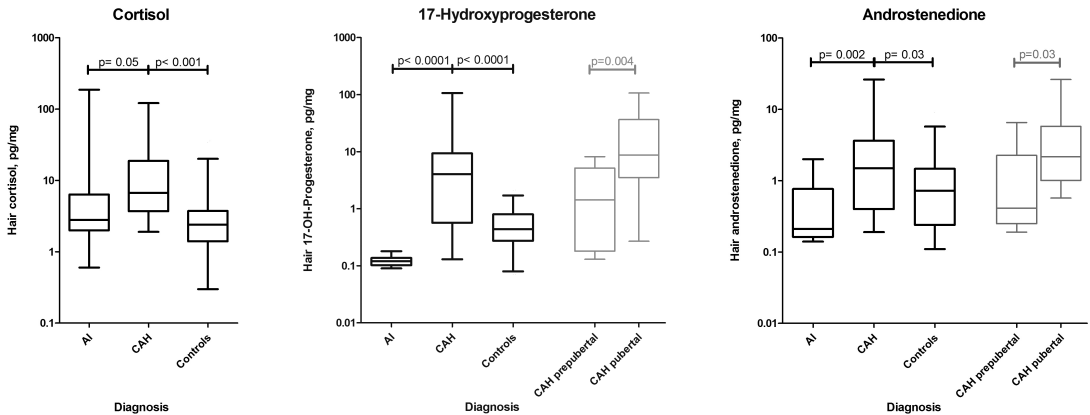 Cortisol
Hair cortisol, pg/mg
1000
100
10
1
0.1
p= 0.05
p< 0.001
AI
CAH
Controls
Diagnosis
17-Hydroxyprogesterone
Hair 17-OH-Progesterone, pg/mg
1000
100
10
1
0.1
0.01
p< 0.0001
p< 0.0001
p=0.004
AI
CAH
Controls
CAH prepubertal
CAH pubertal
Diagnosis
Androstenedione
Hair androstenedione, pg/mg
100
10
1
0.1
0.01
p= 0.002
p= 0.03
p=0.03
AI
CAH
Controls
CAH prepubertal
CAH pubertal
Diagnosis